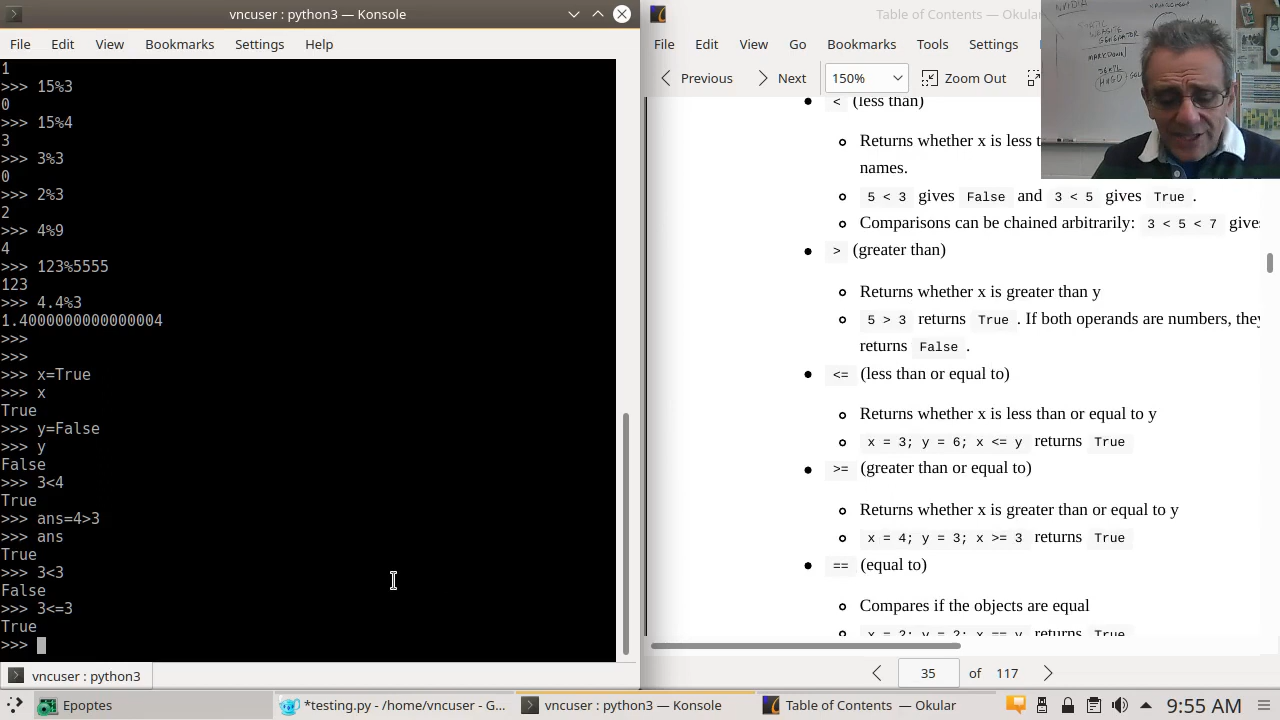 vncuser : python3 — Konsole
File Edit View Bookmarks Settings Help
1
>>> 15%3
0
>>> 15%4
3
>>> 3%3
0
>>> 2%3
2
>>> 4%9
4
>>> 123%5555
123
>>> 4.4%3
1.4000000000000004
>>>
>>>
>>> x=True
>>> x
True
>>> y=False
>>> y
False
>>> 3<4
True
>>> ans=4>3
>>> ans
True
>>> 3<3
False
>>> 3<=3
True
>>>
vncuser : python3
Table of Contents — Okular
File Edit View Go Bookmarks Tools Settings
Previous Next 150% Zoom Out
< (less than)
Returns whether x is less
names.
5 < 3 gives False and 3 < 5 gives True .
Comparisons can be chained arbitrarily: 3 < 5 < 7 give
> (greater than)
Returns whether x is greater than y
5 > 3 returns True . If both operands are numbers, they
returns False .
<= (less than or equal to)
Returns whether x is less than or equal to y
x = 3; y = 6; x <= y returns True
>= (greater than or equal to)
Returns whether x is greater than or equal to y
x = 4; y = 3; x >= 3 returns True
== (equal to)
Compares if the objects are equal
x = 2; y = 2; x == y returns True
35 of 117
STATIC
WEBSITE
GENERATOR
MARKDOWN
Epoptes *testing.py - /home/vncuser - G... vncuser : python3 — Konsole Table of Contents — Okular 9:55 AM